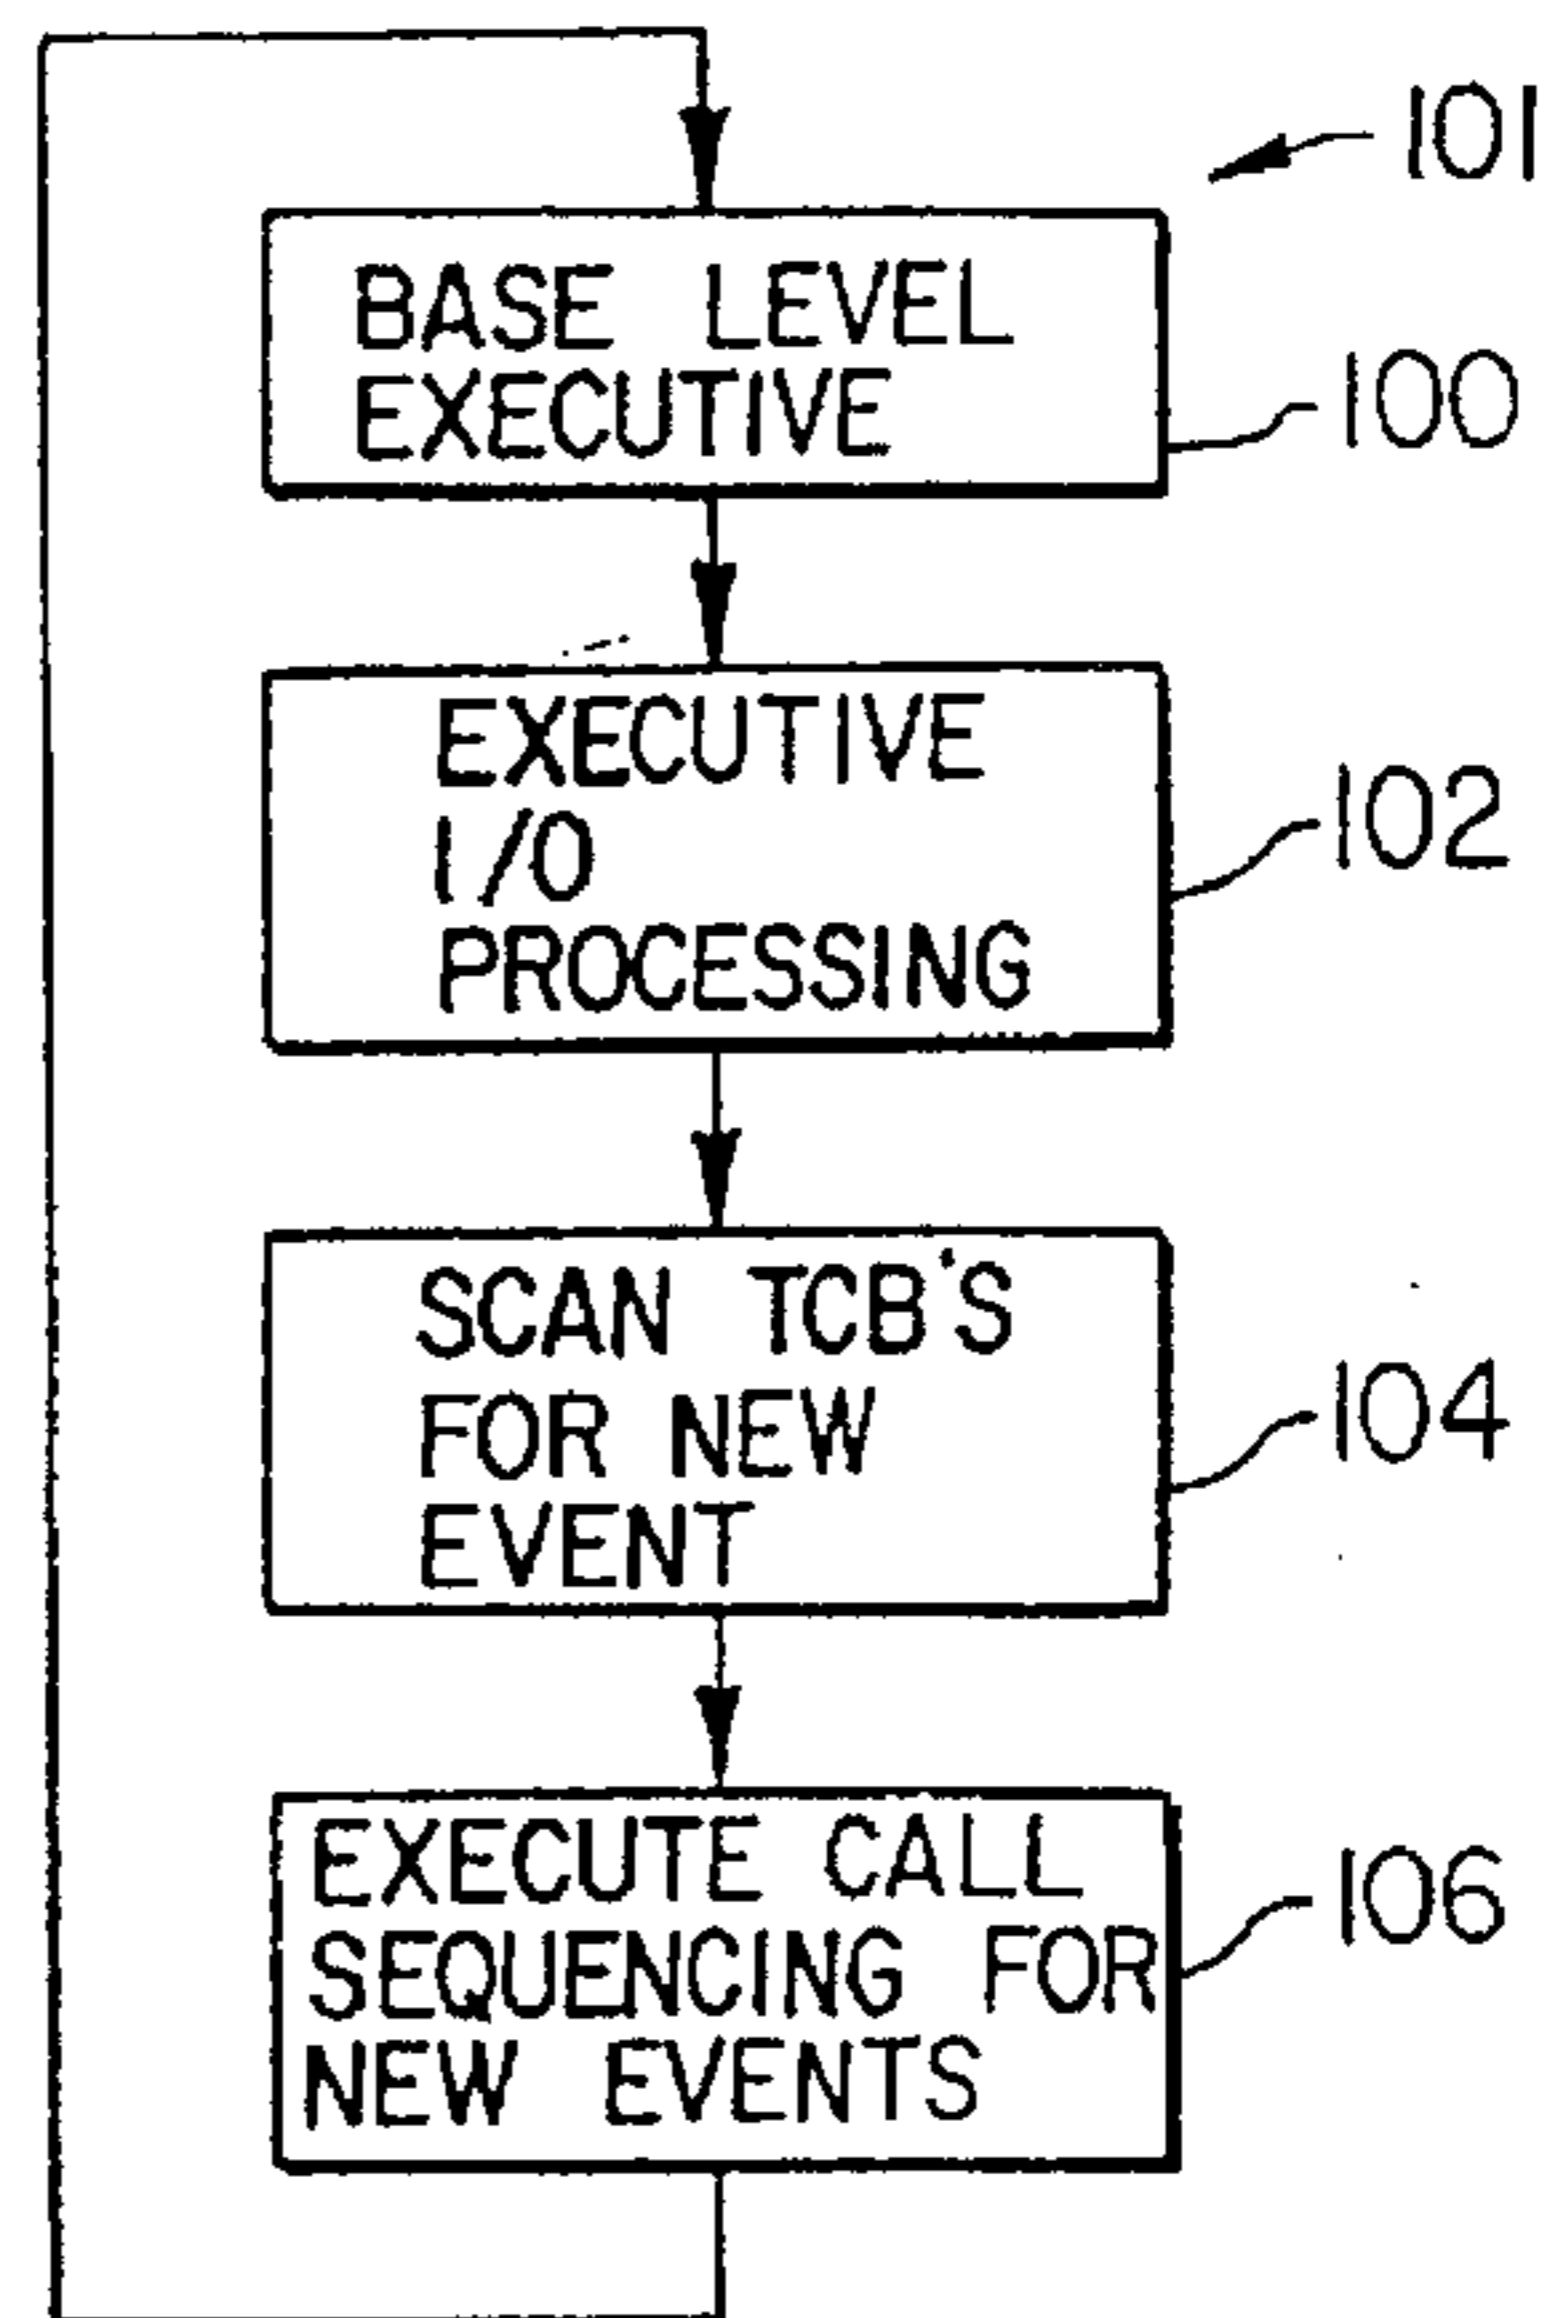 101
BASE LEVEL
EXECUTIVE
100
EXECUTIVE
I/O
PROCESSING
102
SCAN TCB'S
FOR NEW
EVENT
104
EXECUTE CALL
SEQUENCING FOR
NEW EVENTS
106